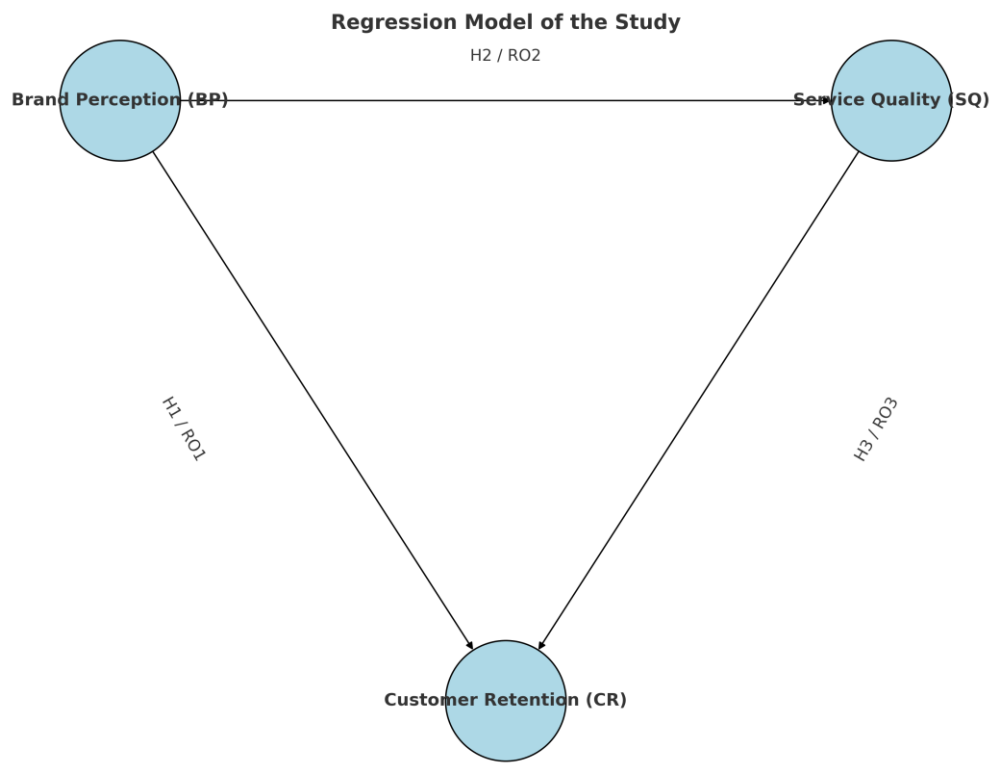 Regression Model of the Study
H2 / RO2
Brand Perception (BP)
Service Quality (SQ)
H1 / RO1
H3 / RO3
Customer Retention (CR)